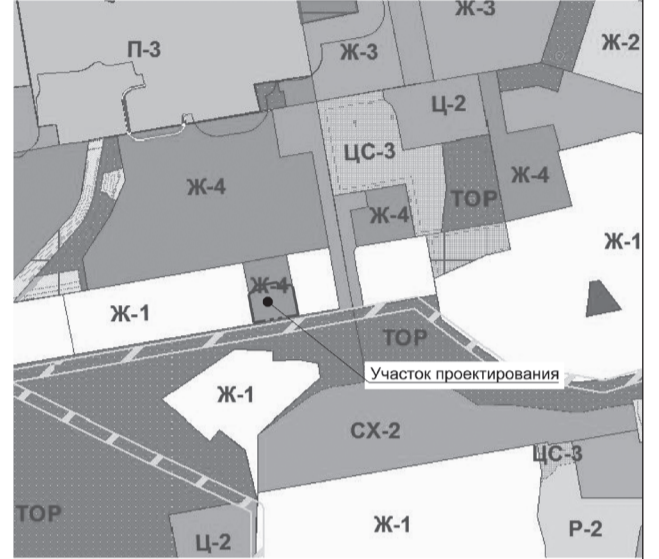 Ж-3
П-3
Ж-3
Ж-2
Ц-2
ЦС-3
Ж-4
ТОР
Ж-4
Ж-4
Ж-1
Ж-4
Ж-1
ТОР
Участок проектирования
Ж-1
СХ-2
ЦС-3
ТОР
Ж-1
Р-2
Ц-2